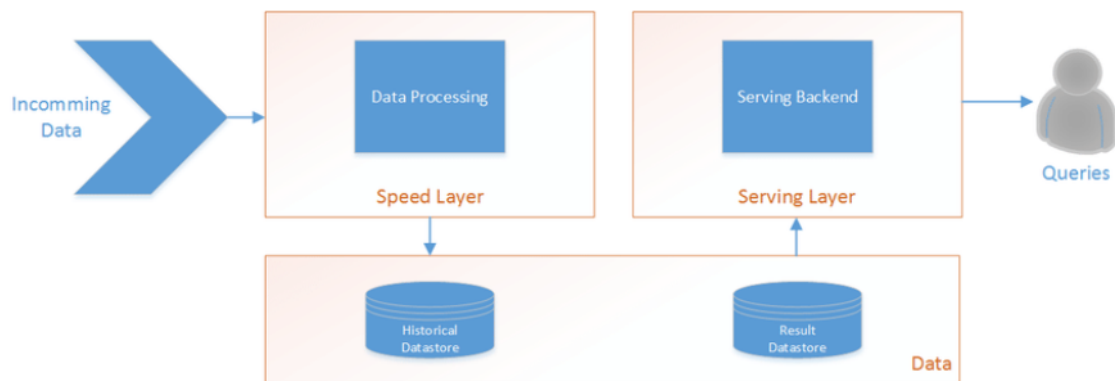 Incomming
Data
Data Processing
Speed Layer
Serving Backend
Serving Layer
Queries
Historical
Datastore
Result
Datastore
Data